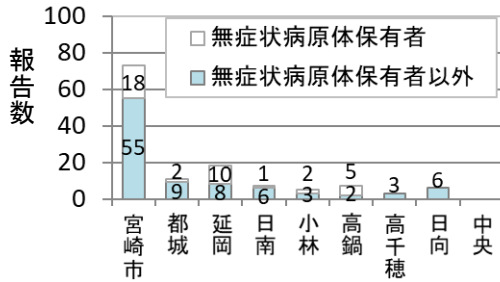 報告数
100
80
60
40
20
0
無症状病原体保有者
無症状病原体保有者以外
18
55
2
9
10
8
1
6
2
3
5
2
3
6
宮崎市
都城
延岡
日南
小林
高鍋
高千穂
日向
中央